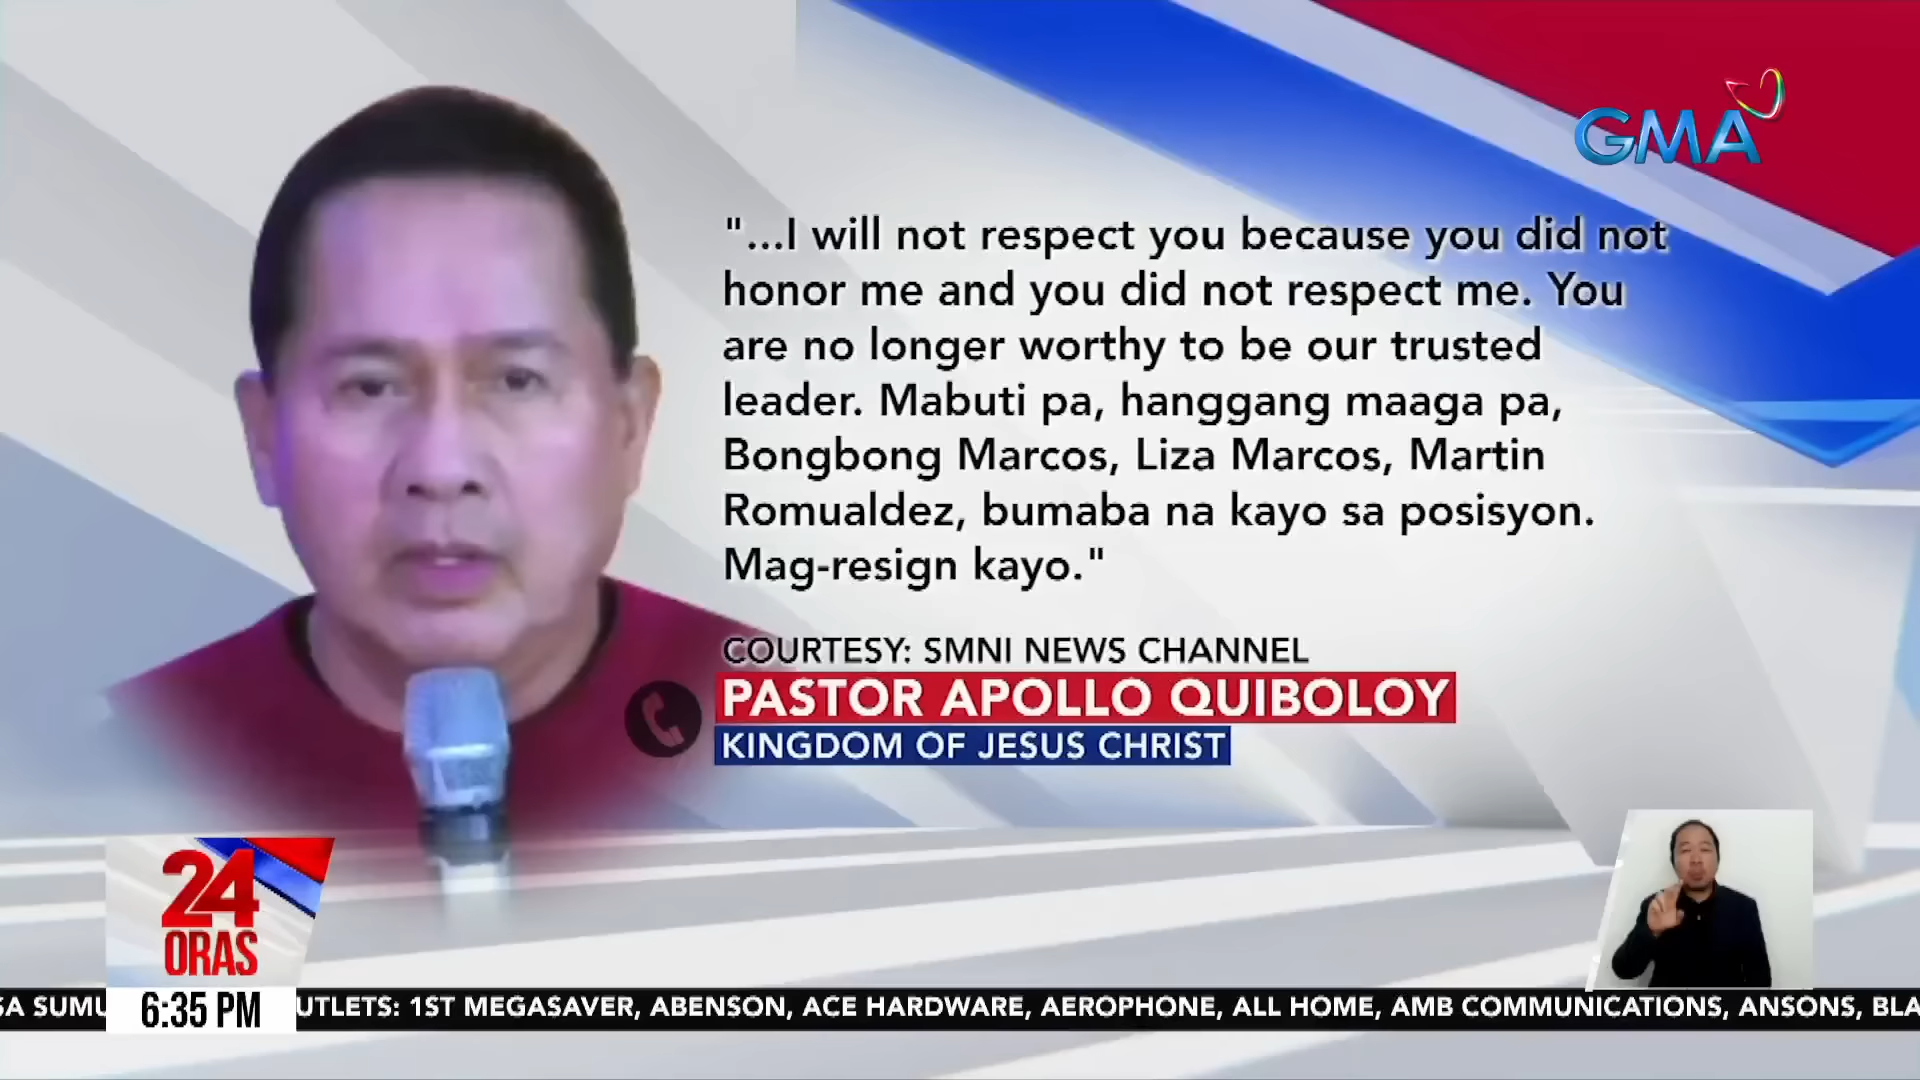 GMA
"...I will not respect you because you did not
honor me and you did not respect me. You
are no longer worthy to be our trusted
leader. Mabuti pa, hanggang maaga pa,
Bongbong Marcos, Liza Marcos, Martin
Romualdez, bumaba na kayo sa posisyon.
Mag-resign kayo."
COURTESY: SMNI NEWS CHANNEL
PASTOR APOLLO QUIBOLOY
KINGDOM OF JESUS CHRIST
24
ORAS
6:35 PM
SA SUMU UTLETS: 1ST MEGASAVER, ABENSON, ACE HARDWARE, AEROPHONE, ALL HOME, AMB COMMUNICATIONS, ANSONS, BLA